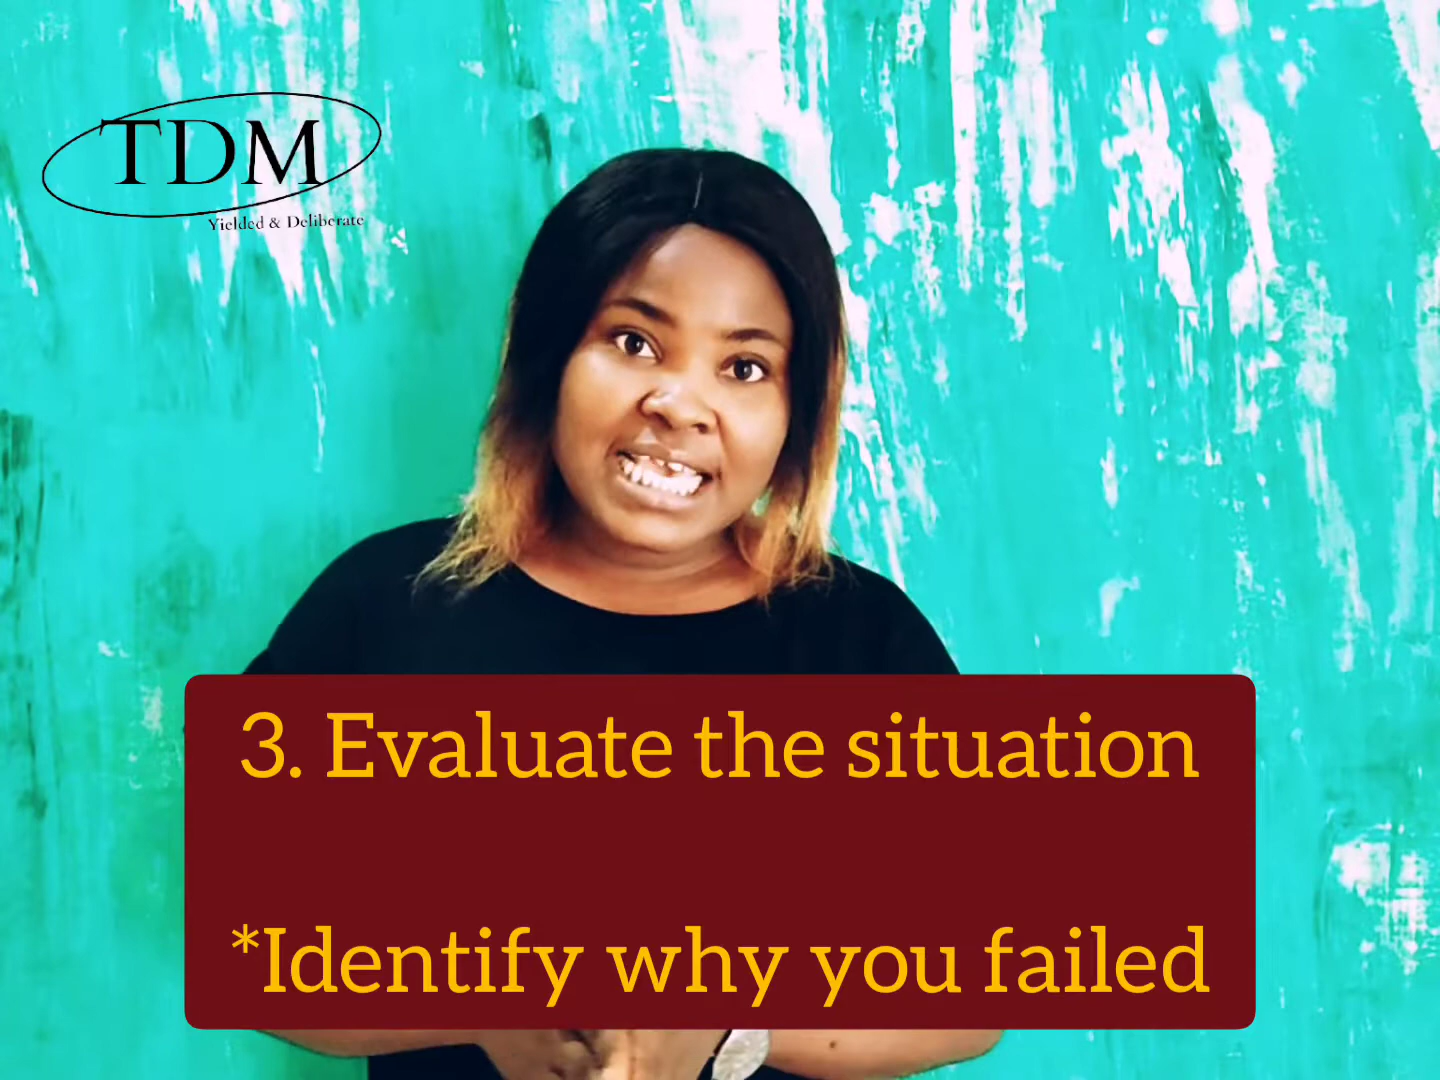 TDM
Yielded & Deliberate
3. Evaluate the situation
*Identify why you failed